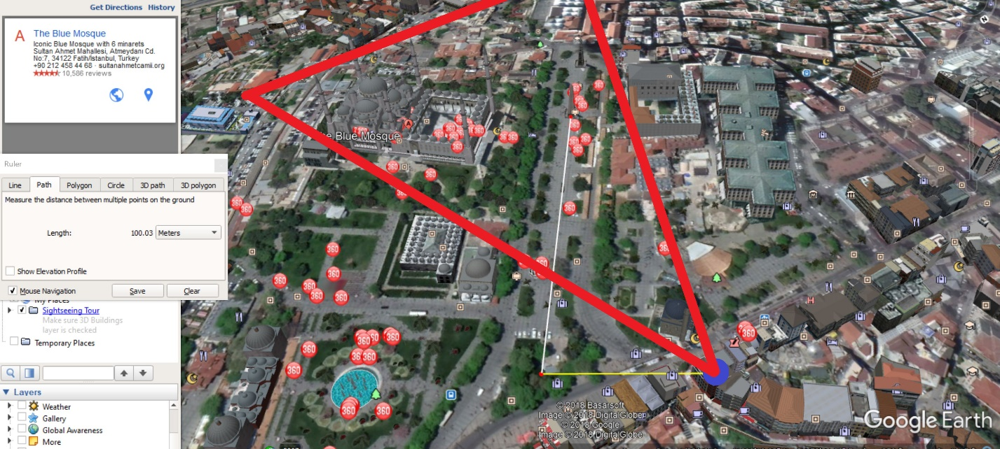 Get Directions History
A The Blue Mosque
Iconic Blue Mosque with 6 minarets
Sultan Ahmet Mahallesi, Atmeydanı Cd.
No:7, 34122 Fatih/İstanbul, Turkey
+90 212 458 44 68 · sultanahmetcamii.org
10,586 reviews
Ruler
Line Path Polygon Circle 3D path 3D polygon
Measure the distance between multiple points on the ground
Length: 100.03 Meters
Show Elevation Profile
Mouse Navigation Save Clear
My Places
Sightseeing Tour
Make sure 3D Buildings
layer is checked
Temporary Places
Layers
Weather
Gallery
Global Awareness
More
A
he Blue Mosque
360
© 2018 Basarsoft
Image © 2018 DigitalGlobe
© 2018 Google
Image © 2018 DigitalGlobe
Google Earth
N